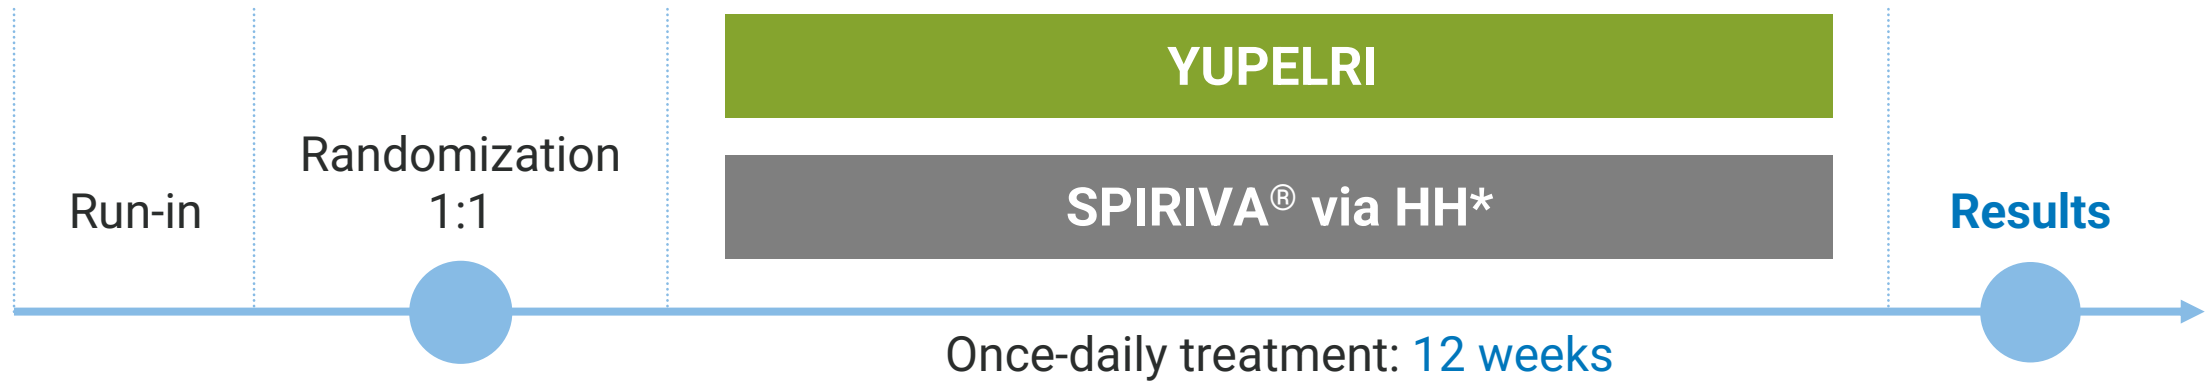 YUPELRI
Randomization
1:1
Run-in
SPIRIVA® via HH*
Results
Once-daily treatment: 12 weeks